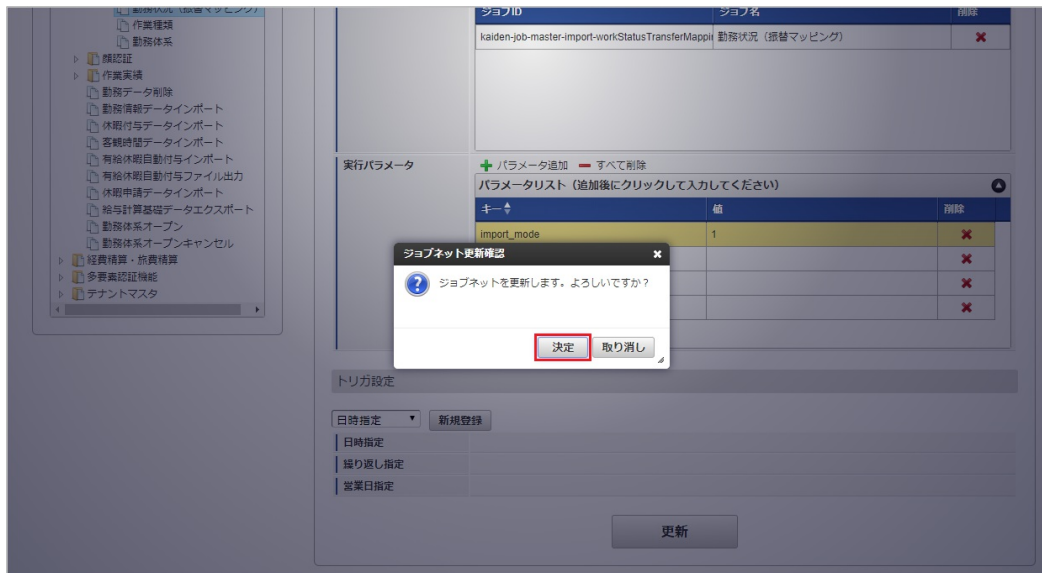 勤務状況（振替マッピング）
作業種類
勤務体系
顔認証
作業実績
勤務データ削除
勤務情報データインポート
休暇付与データインポート
客観時間データインポート
有給休暇自動付与インポート
有給休暇自動付与ファイル出力
休暇申請データインポート
給与計算基礎データエクスポート
勤務体系オープン
勤務体系オープンキャンセル
経費精算・旅費精算
多要素認証機能
テナントマスタ
ジョブID ジョブ名 削除
kaiden-job-master-import-workStatusTransferMappin 勤務状況（振替マッピング）
実行パラメータ
パラメータ追加 すべて削除
パラメータリスト（追加後にクリックして入力してください）
キー 値 削除
import_mode 1
ジョブネット更新確認
ジョブネットを更新します。よろしいですか？
決定 取り消し
トリガ設定
日時指定 新規登録
日時指定
繰り返し指定
営業日指定
更新